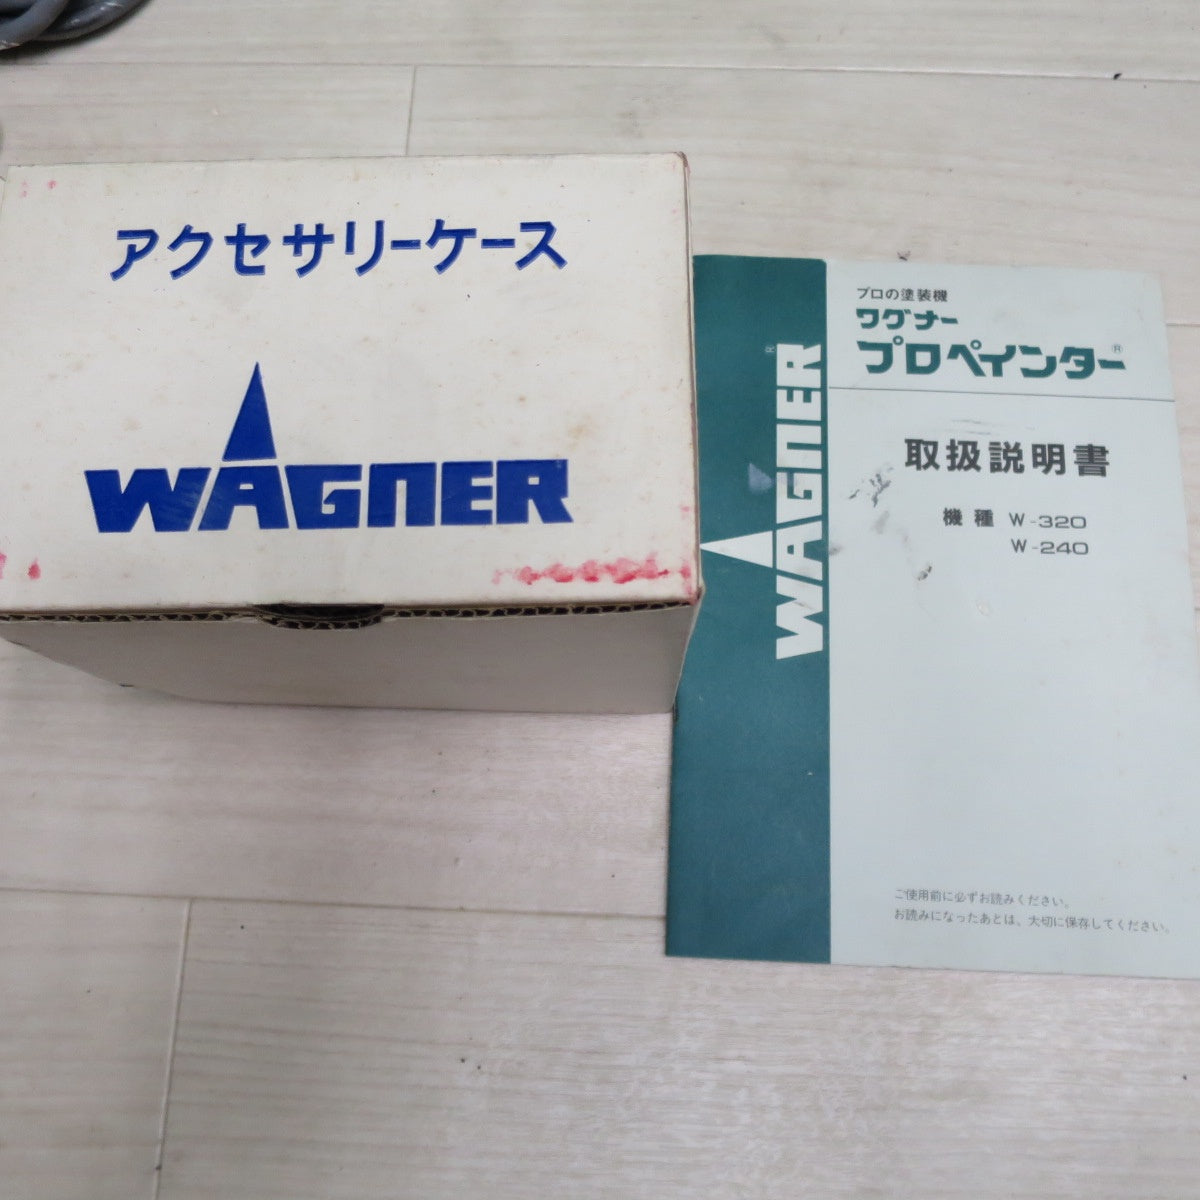 アクセサリーケース
WAGNER
WAGNER
®
プロの塗装機
ワグナー
プロペインター®
取扱説明書
機種 W-320
W-240
ご使用前に必ずお読みください。
お読みになったあとは、大切に保存してください。